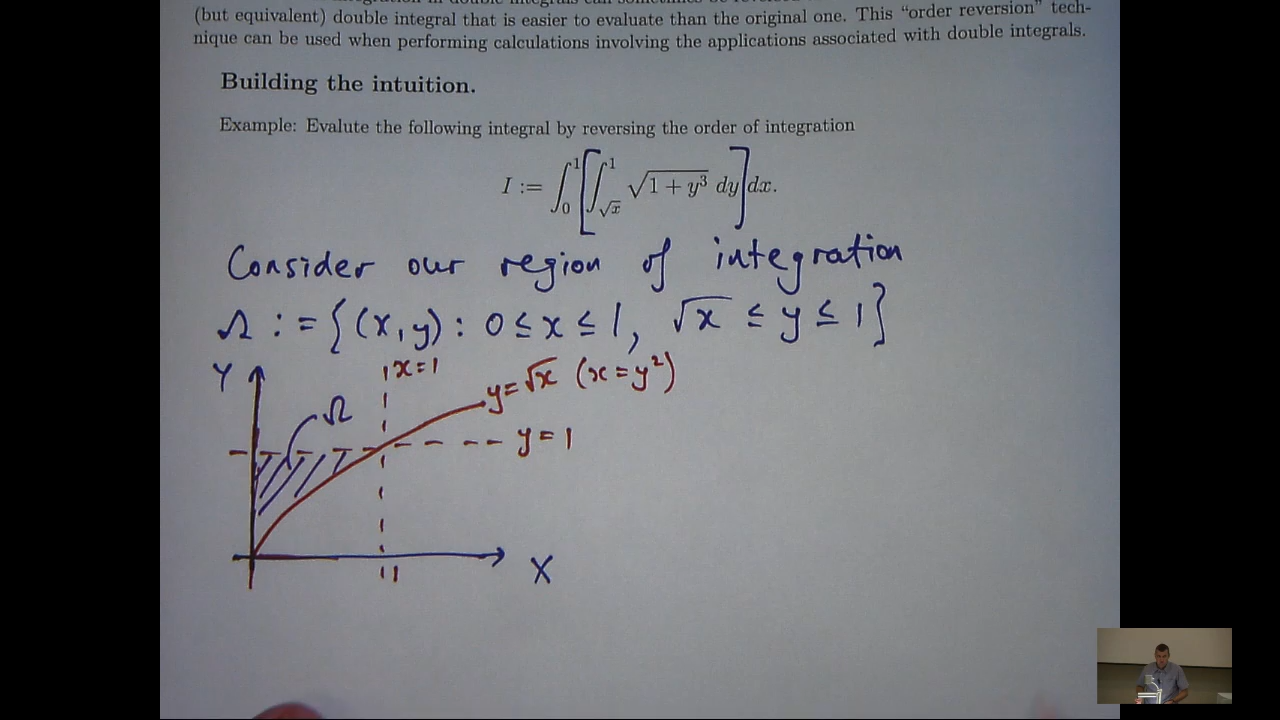 (but equivalent) double integral that is easier to evaluate than the original one. This “order reversion” tech-
nique can be used when performing calculations involving the applications associated with double integrals.
Building the intuition.
Example: Evalute the following integral by reversing the order of integration
I := ∫₀¹ [∫_√x¹ √(1 + y³) dy] dx.
Consider our region of integration
Ω := {(x,y) : 0 ≤ x ≤ 1, √x ≤ y ≤ 1}
Y
x=1
y=√x (x=y²)
Ω
y=1
X
1